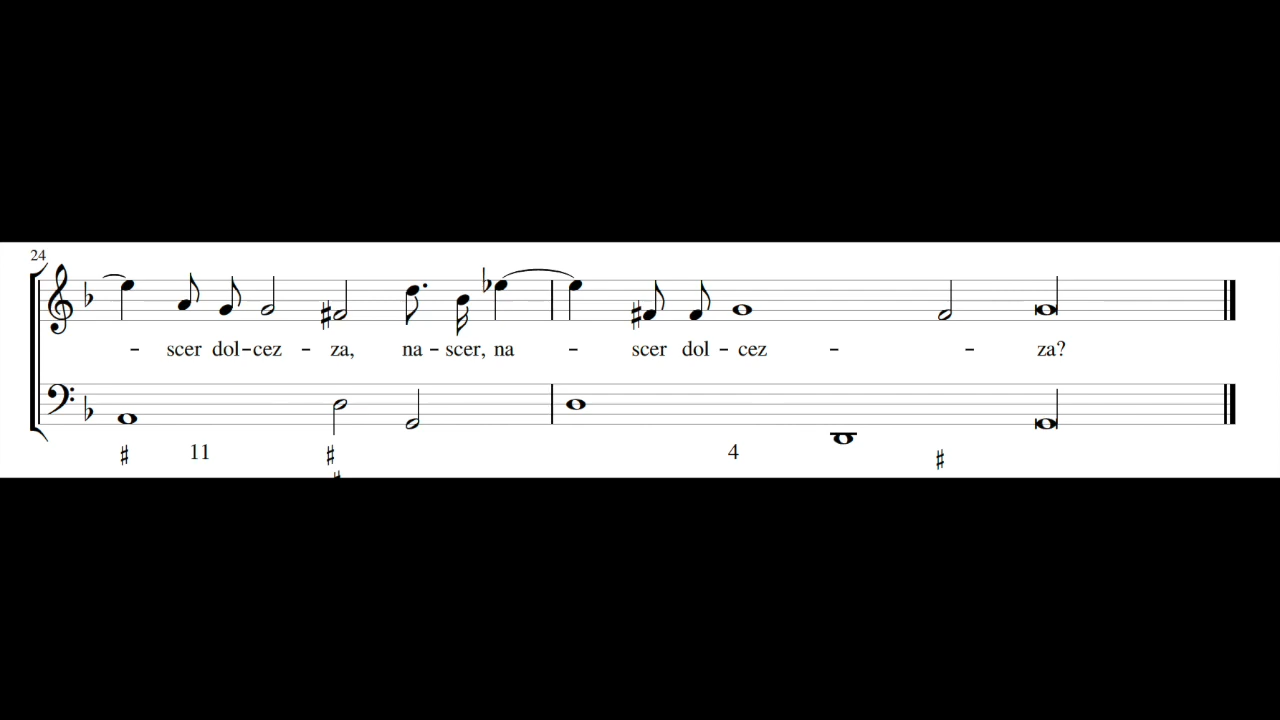 24
- scer dol-cez - za, na-scer, na - scer dol - cez - - za?
♯ 11 ♯ 4 ♯